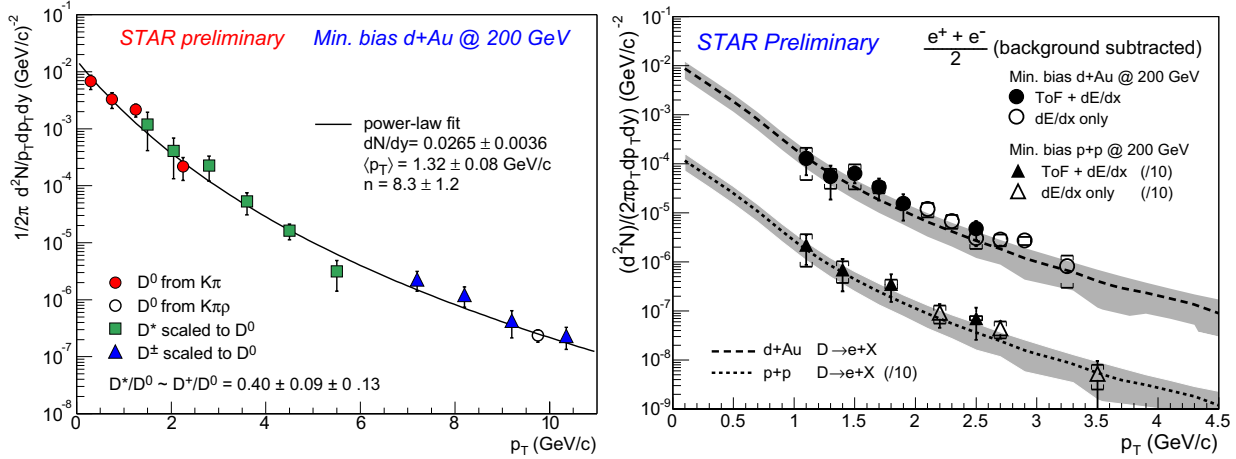 STAR preliminary
Min. bias d+Au @ 200 GeV
power-law fit
dN/dy= 0.0265 ± 0.0036
⟨p_T⟩ = 1.32 ± 0.08 GeV/c
n = 8.3 ± 1.2
D⁰ from Kπ
D⁰ from Kπρ
D* scaled to D⁰
D± scaled to D⁰
D*/D⁰ ~ D⁺/D⁰ = 0.40 ± 0.09 ± 0 .13
1/2π d²N/p_Tdp_Tdy (GeV/c)⁻²
10⁻¹
10⁻²
10⁻³
10⁻⁴
10⁻⁵
10⁻⁶
10⁻⁷
10⁻⁸
0 2 4 6 8 10
p_T (GeV/c)
STAR Preliminary
e⁺ + e⁻
2
(background subtracted)
Min. bias d+Au @ 200 GeV
ToF + dE/dx
dE/dx only
Min. bias p+p @ 200 GeV
ToF + dE/dx (/10)
dE/dx only (/10)
d+Au D→e+X
p+p D→e+X (/10)
(d²N)/(2πp_Tdp_Tdy) (GeV/c)⁻²
10⁻¹
10⁻²
10⁻³
10⁻⁴
10⁻⁵
10⁻⁶
10⁻⁷
10⁻⁸
10⁻⁹
0 0.5 1 1.5 2 2.5 3 3.5 4 4.5
p_T (GeV/c)